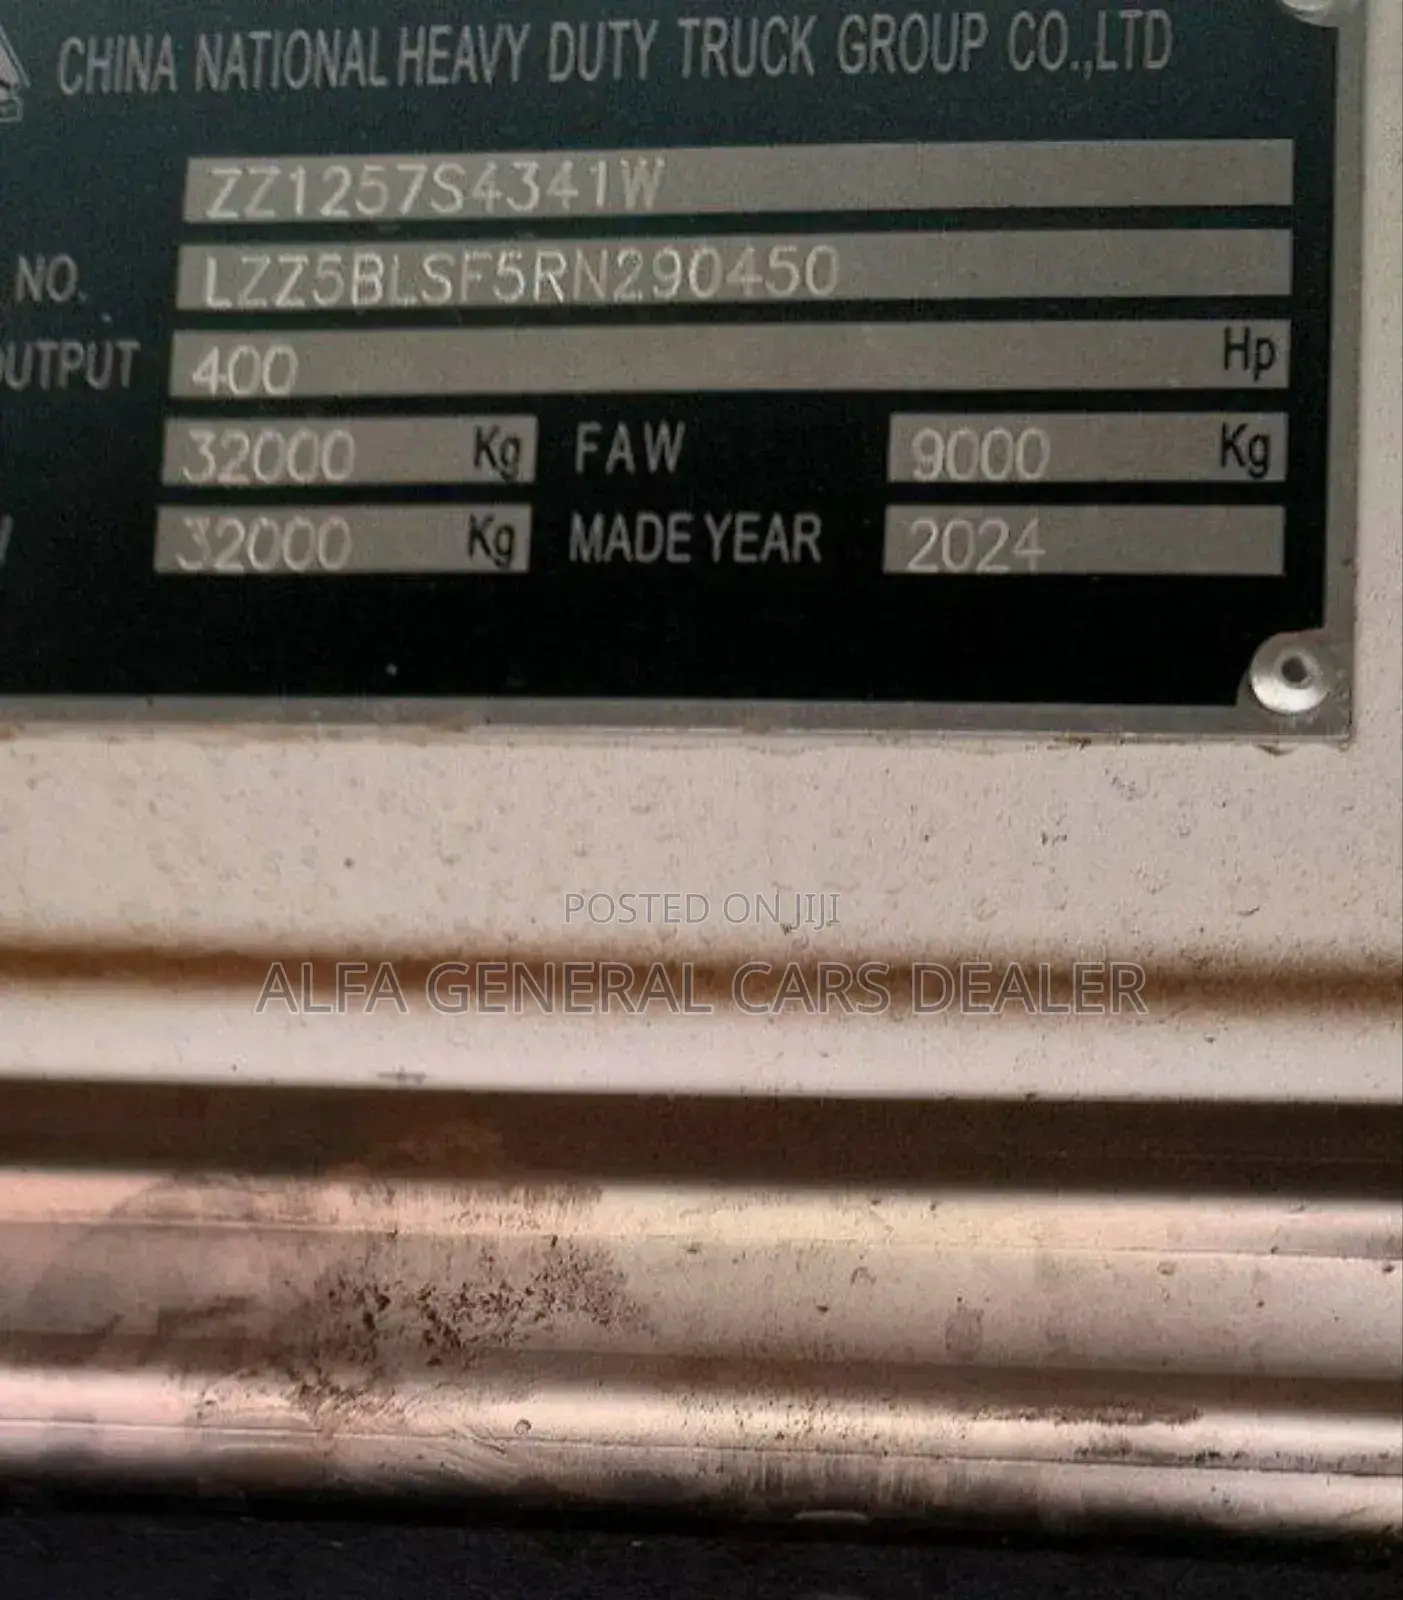 CHINA NATIONAL HEAVY DUTY TRUCK GROUP CO.,LTD
ZZ1257S4341W
NO. LZZ5BLSF5RN290450
OUTPUT 400 Hp
32000 Kg FAW 9000 Kg
32000 Kg MADE YEAR 2024
POSTED ON JIJI
ALFA GENERAL CARS DEALER